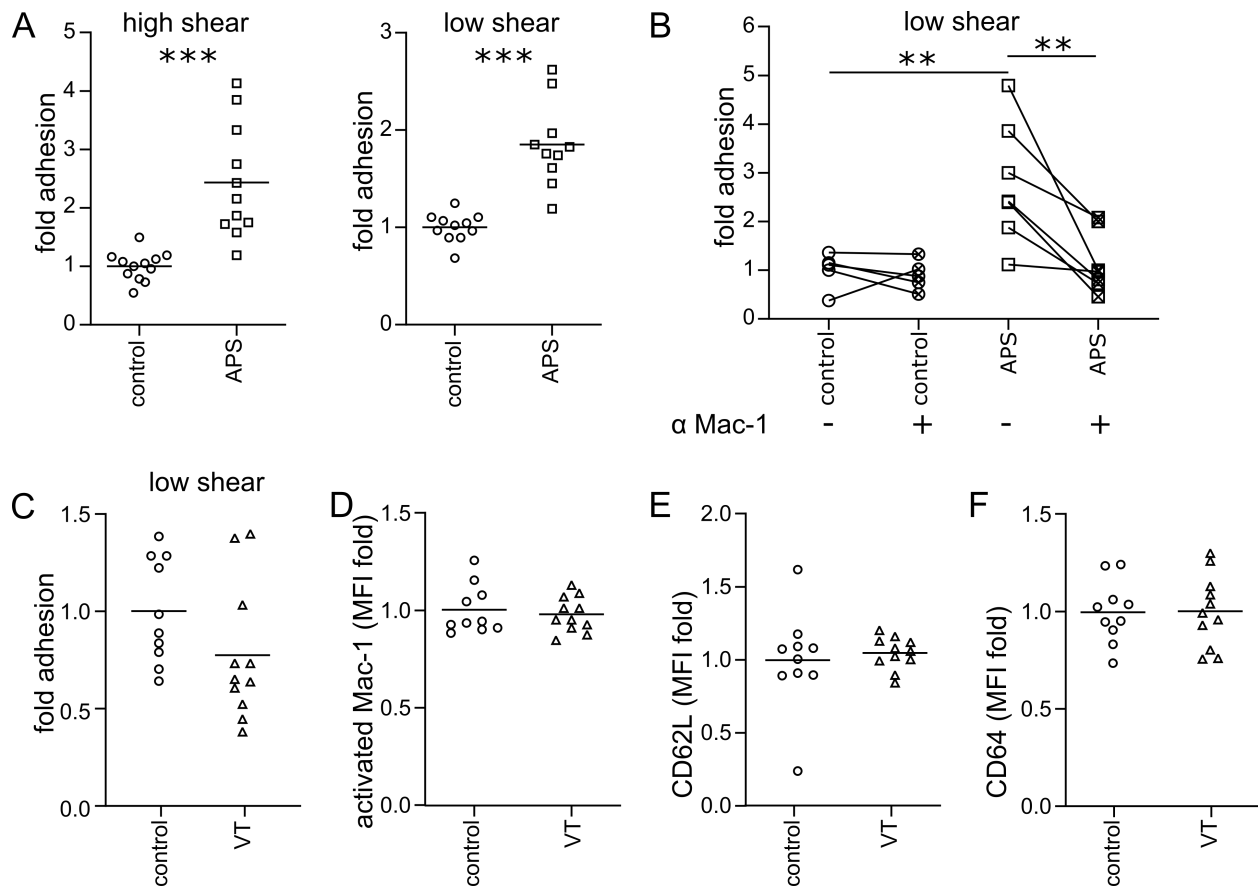 A
high shear
***
fold adhesion
5
4
3
2
1
0
control
APS
low shear
***
fold adhesion
3
2
1
0
control
APS
B
low shear
**
**
fold adhesion
6
5
4
3
2
1
0
control
control
APS
APS
α Mac-1 - + - +
C
low shear
fold adhesion
1.5
1.0
0.5
0.0
control
VT
D
activated Mac-1 (MFI fold)
1.5
1.0
0.5
0.0
control
VT
E
CD62L (MFI fold)
2.0
1.5
1.0
0.5
0.0
control
VT
F
CD64 (MFI fold)
1.5
1.0
0.5
0.0
control
VT